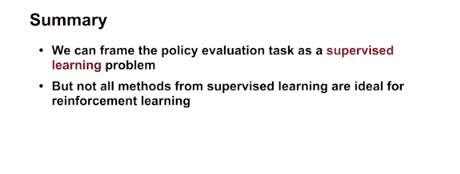 Summary
• We can frame the policy evaluation task as a supervised
learning problem
• But not all methods from supervised learning are ideal for
reinforcement learning